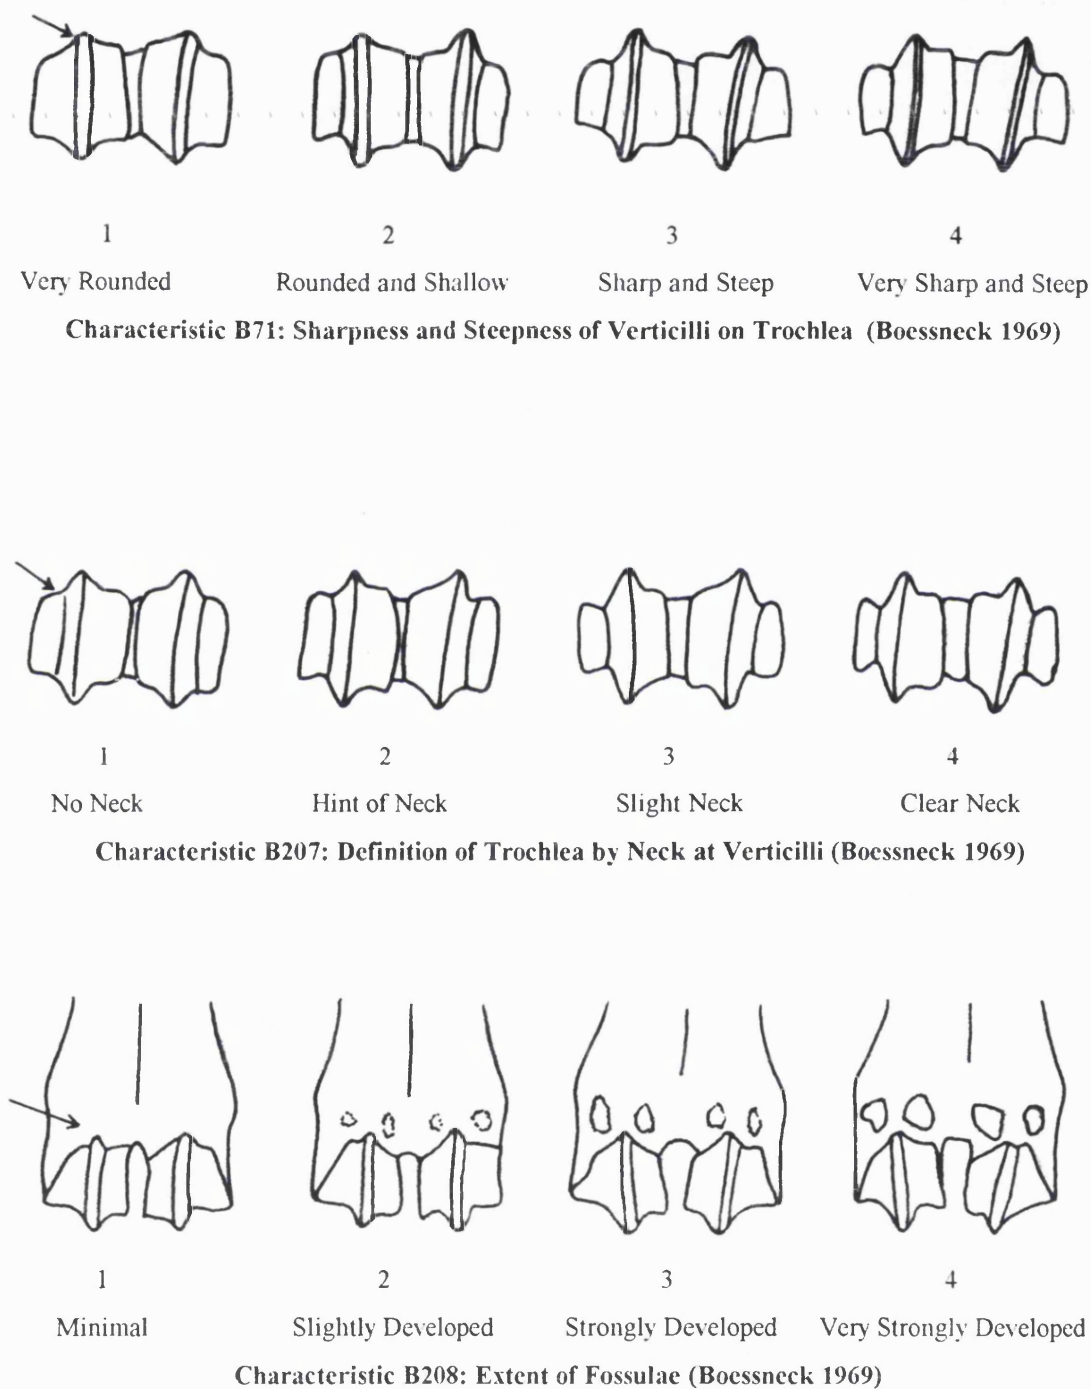 1 2 3 4
Very Rounded Rounded and Shallow Sharp and Steep Very Sharp and Steep
Characteristic B71: Sharpness and Steepness of Verticilli on Trochlea (Boessneck 1969)
1 2 3 4
No Neck Hint of Neck Slight Neck Clear Neck
Characteristic B207: Definition of Trochlea by Neck at Verticilli (Boessneck 1969)
1 2 3 4
Minimal Slightly Developed Strongly Developed Very Strongly Developed
Characteristic B208: Extent of Fossulae (Boessneck 1969)